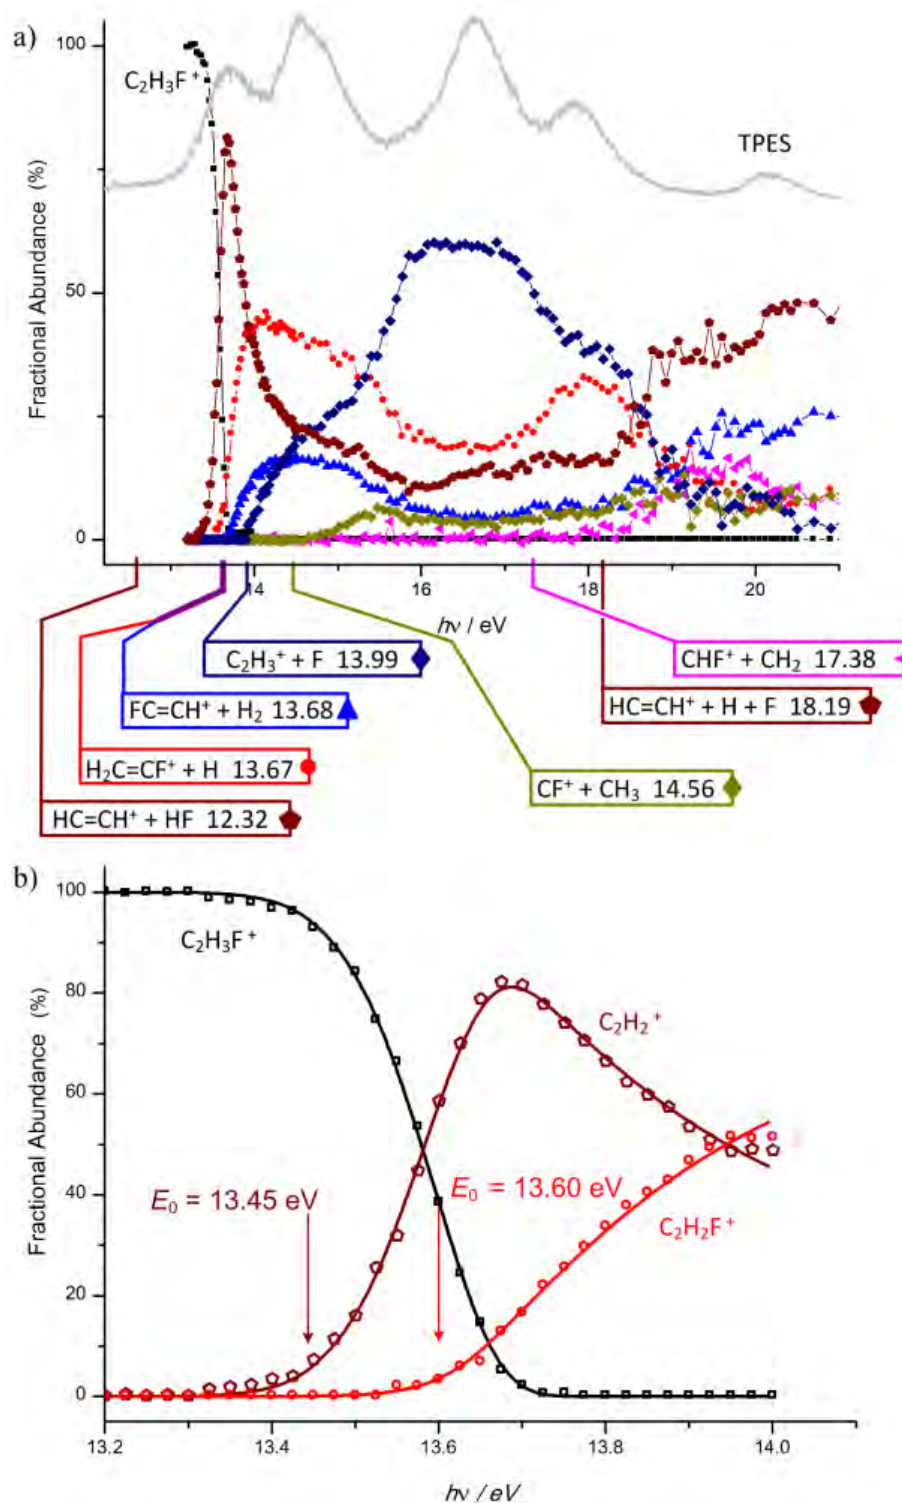 a)
100
C₂H₃F⁺
TPES
Fractional Abundance (%)
50
0
14 16 18 20
hν / eV
C₂H₃⁺ + F 13.99
CHF⁺ + CH₂ 17.38
FC=CH⁺ + H₂ 13.68
HC=CH⁺ + H + F 18.19
H₂C=CF⁺ + H 13.67
CF⁺ + CH₃ 14.56
HC=CH⁺ + HF 12.32
b)
100
C₂H₃F⁺
80
C₂H₂⁺
Fractional Abundance (%)
60
E₀ = 13.45 eV
E₀ = 13.60 eV
40
C₂H₂F⁺
20
0
13.2 13.4 13.6 13.8 14.0
hν / eV